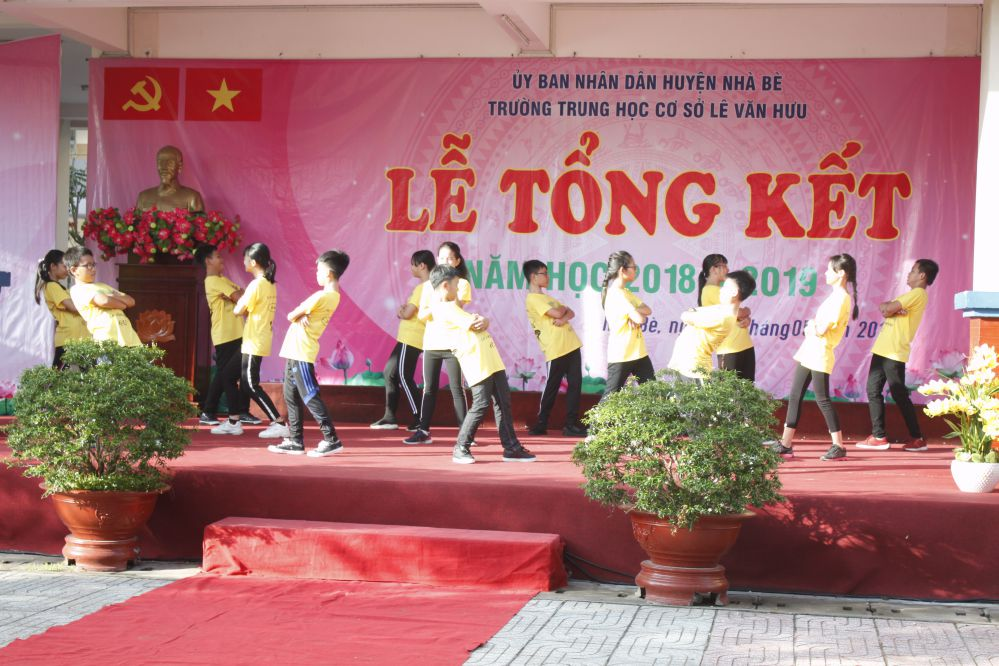 ỦY BAN NHÂN DÂN HUYỆN NHÀ BÈ
TRƯỜNG TRUNG HỌC CƠ SỞ LÊ VĂN HƯU
LỄ TỔNG KẾT
NĂM HỌC 2018 2019
Bè,